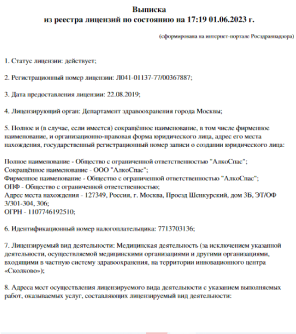 Выписка
из реестра лицензий по состоянию на 17:19 01.06.2023 г.
(сформирована на интернет-портале Росздравнадзора)
1. Статус лицензии: действует;
2. Регистрационный номер лицензии: Л041-01137-77/00367887;
3. Дата предоставления лицензии: 22.08.2019;
4. Лицензирующий орган: Департамент здравоохранения города Москвы;
5. Полное и (в случае, если имеется) сокращённое наименование, в том числе фирменное
наименование, и организационно-правовая форма юридического лица, адрес его места
нахождения, государственный регистрационный номер записи о создании юридического лица:
Полное наименование - Общество с ограниченной ответственностью "АлкоСпас";
Сокращённое наименование - ООО "АлкоСпас";
Фирменное наименование - Общество с ограниченной ответственностью "АлкоСпас";
ОПФ - Общество с ограниченной ответственностью;
Адрес места нахождения - 127349, Россия, г. Москва, Проезд Шенкурский, дом 3Б, ЭТ/ОФ
3/301-304, 306;
ОГРН - 1107746192510;
6. Идентификационный номер налогоплательщика: 7713703136;
7. Лицензируемый вид деятельности: Медицинская деятельность (за исключением указанной
деятельности, осуществляемой медицинскими организациями и другими организациями,
входящими в частную систему здравоохранения, на территории инновационного центра
«Сколково»);
8. Адреса мест осуществления лицензируемого вида деятельности с указанием выполняемых
работ, оказываемых услуг, составляющих лицензируемый вид деятельности: